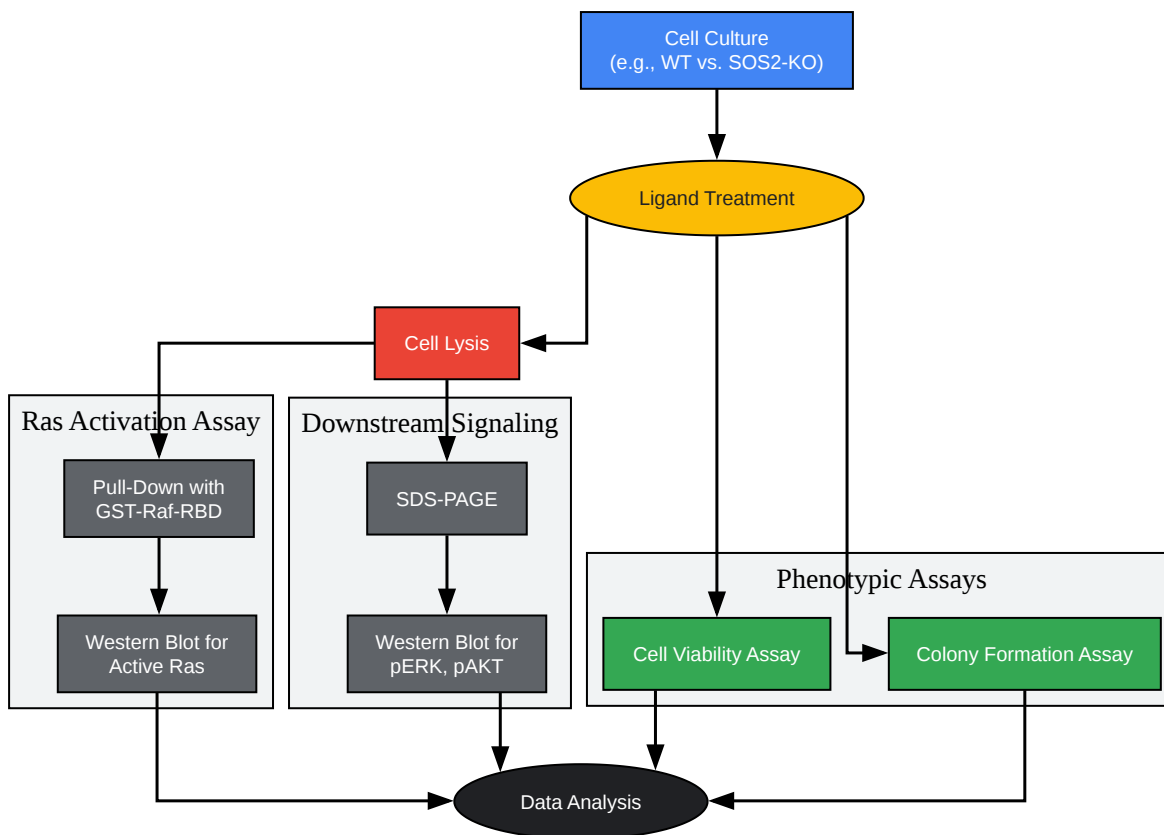 Cell Culture
(e.g., WT vs. SOS2-KO)
Ligand Treatment
Cell Lysis
Ras Activation Assay
Downstream Signaling
Pull-Down with
GST-Raf-RBD
SDS-PAGE
Phenotypic Assays
Western Blot for
Active Ras
Western Blot for
pERK, pAKT
Cell Viability Assay
Colony Formation Assay
Data Analysis